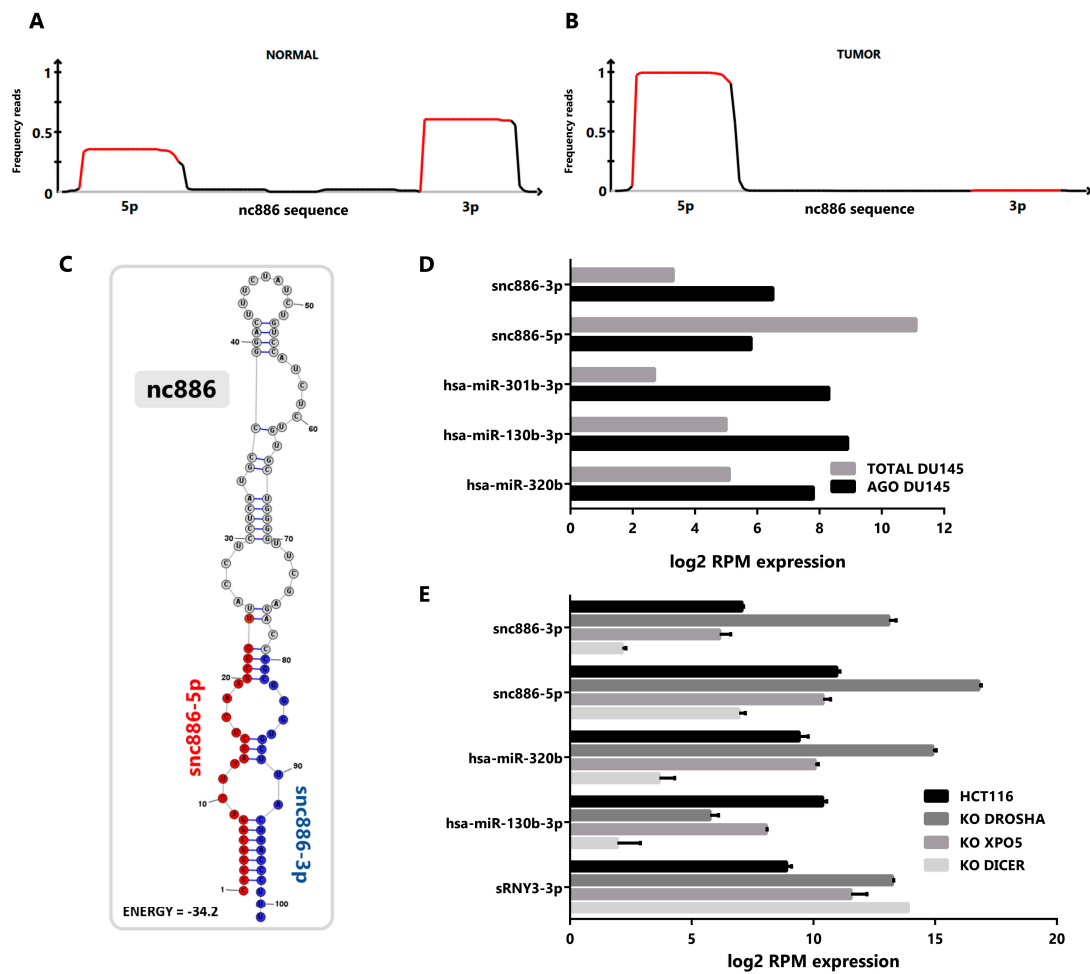 A
B
NORMAL
TUMOR
Frequency reads
1
0.5
0
5p
nc886 sequence
3p
Frequency reads
1
0.5
0
5p
nc886 sequence
3p
C
nc886
50
40
60
30
70
80
20
90
10
1
100
snc886-5p
snc886-3p
ENERGY = -34.2
D
snc886-3p
snc886-5p
hsa-miR-301b-3p
hsa-miR-130b-3p
hsa-miR-320b
TOTAL DU145
AGO DU145
0 2 4 6 8 10 12
log2 RPM expression
E
snc886-3p
snc886-5p
hsa-miR-320b
hsa-miR-130b-3p
sRNY3-3p
HCT116
KO DROSHA
KO XPO5
KO DICER
0 5 10 15 20
log2 RPM expression